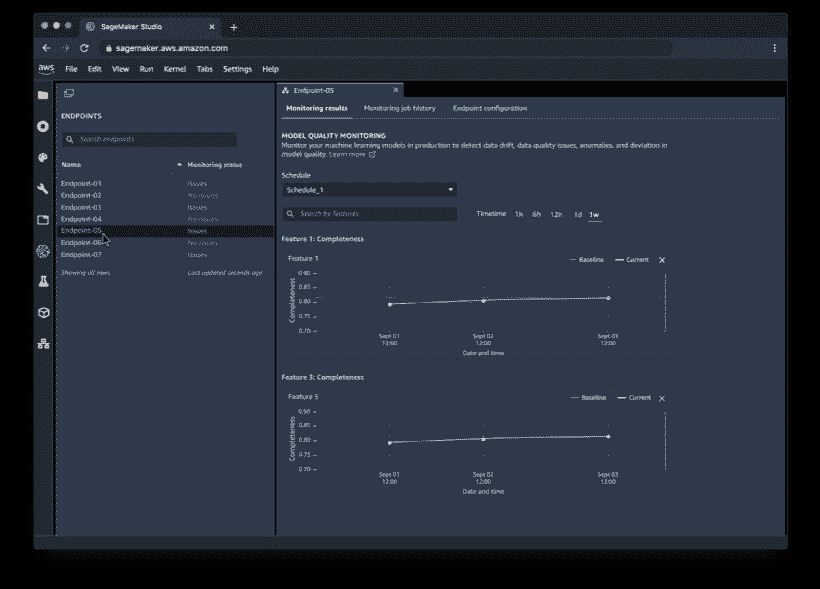 SageMaker Studio
sagemaker.aws.amazon.com
aws File Edit View Run Kernel Tabs Settings Help
ENDPOINTS
Search endpoints
Name Monitoring status
Endpoint-01 Issues
Endpoint-02 No issues
Endpoint-03 Issues
Endpoint-04 No issues
Endpoint-05 Issues
Endpoint-06 No issues
Endpoint-07 Issues
Showing all rows Last updated seconds ago
Endpoint-05
Monitoring results Monitoring job history Endpoint configuration
MODEL QUALITY MONITORING
Monitor your machine learning models in production to detect data drift, data quality issues, anomalies, and deviation in
model quality. Learn more
Schedule
Schedule_1
Search by features Timeline 1h 6h 12h 1d 1w
Feature 1: Completeness
Feature 1 Baseline Current
Completeness
0.90
0.85
0.80
0.75
0.70
Sept 01 Sept 02 Sept 03
12:00 12:00 12:00
Date and time
Feature 3: Completeness
Feature 5 Baseline Current
Completeness
0.90
0.85
0.80
0.75
0.70
Sept 01 Sept 02 Sept 03
12:00 12:00 12:00
Date and time